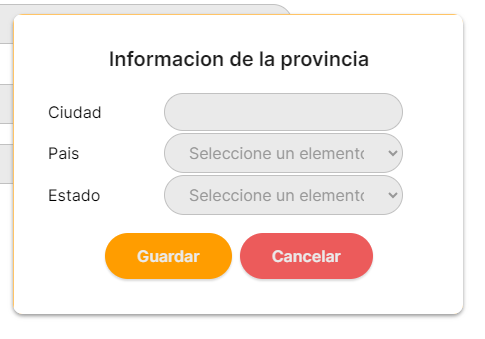 Informacion de la provincia
Ciudad
Pais Seleccione un elemento
Estado Seleccione un elemento
Guardar Cancelar